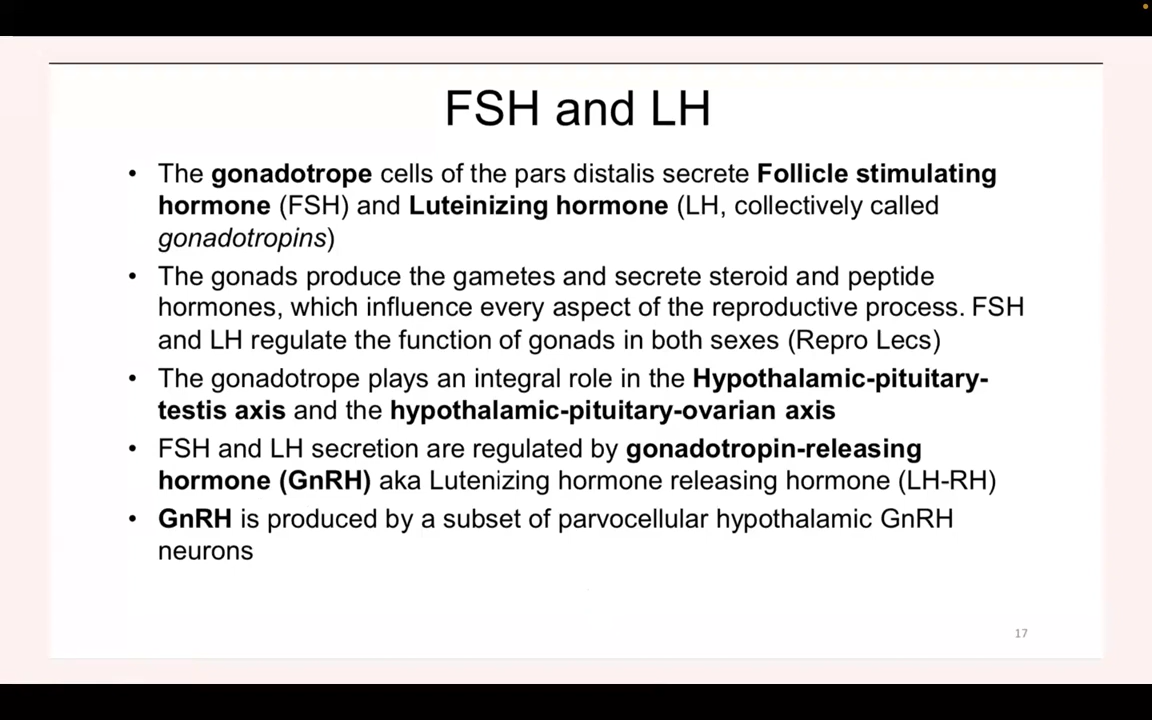 FSH and LH
• The gonadotrope cells of the pars distalis secrete Follicle stimulating
hormone (FSH) and Luteinizing hormone (LH, collectively called
gonadotropins)
• The gonads produce the gametes and secrete steroid and peptide
hormones, which influence every aspect of the reproductive process. FSH
and LH regulate the function of gonads in both sexes (Repro Lecs)
• The gonadotrope plays an integral role in the Hypothalamic-pituitary-
testis axis and the hypothalamic-pituitary-ovarian axis
• FSH and LH secretion are regulated by gonadotropin-releasing
hormone (GnRH) aka Lutenizing hormone releasing hormone (LH-RH)
• GnRH is produced by a subset of parvocellular hypothalamic GnRH
neurons
17